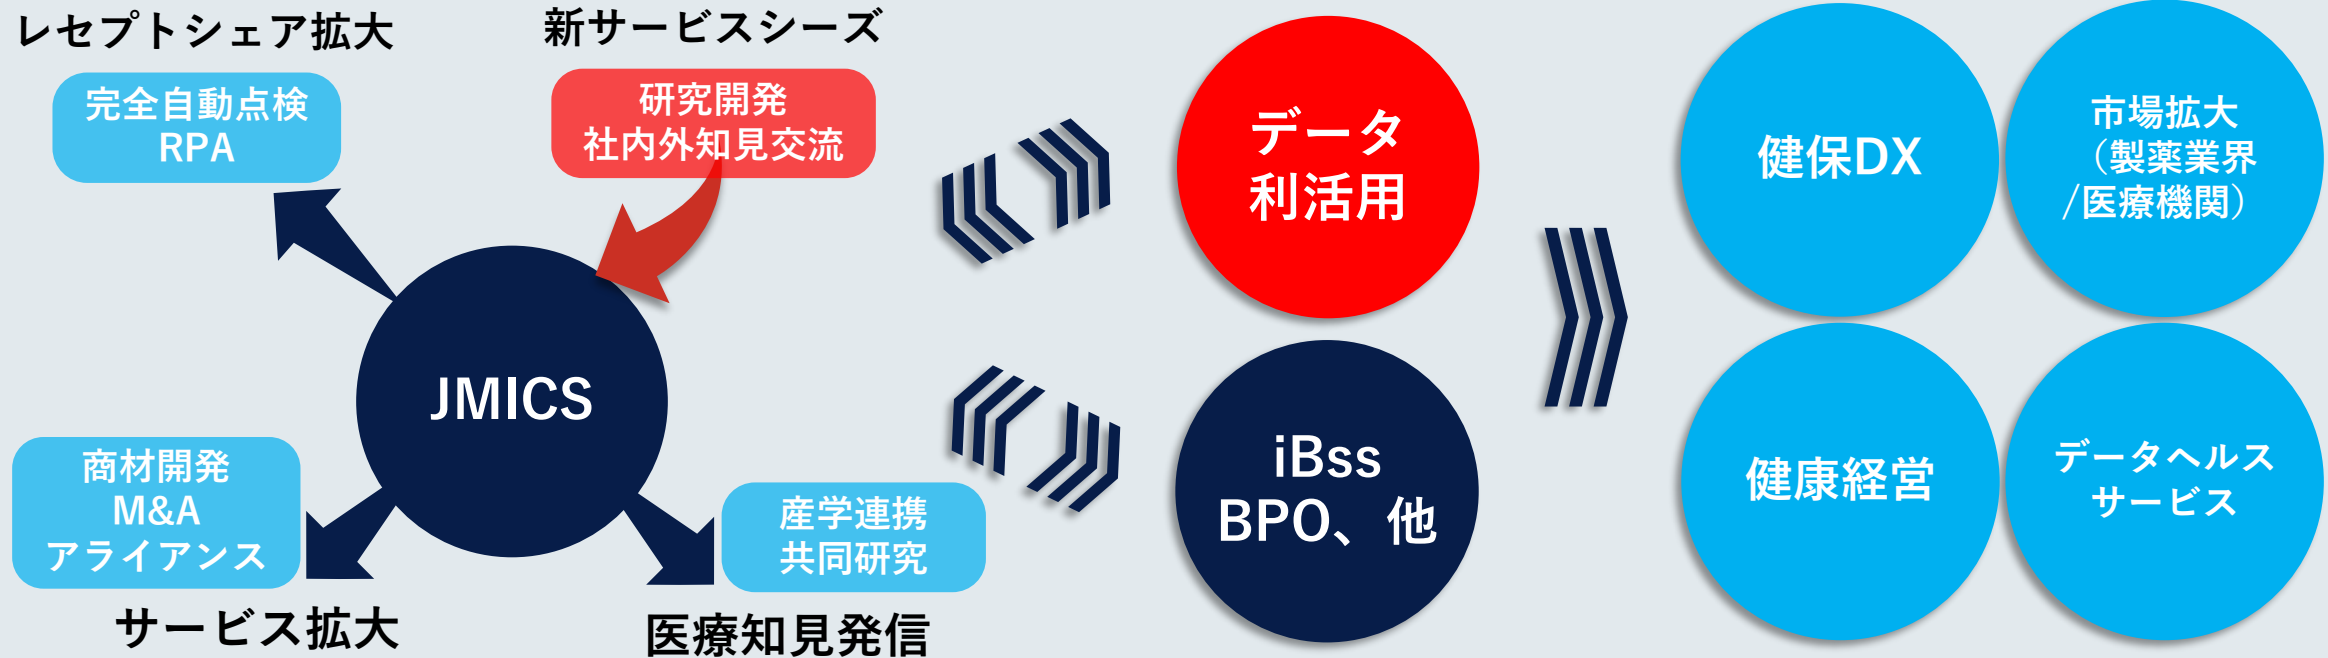 レセプトシェア拡大
完全自動点検
RPA
新サービスシーズ
研究開発
社内外知見交流
JMICS
商材開発
M&A
アライアンス
サービス拡大
産学連携
共同研究
医療知見発信
データ
利活用
iBss
BPO、他
健保DX
市場拡大
（製薬業界
/医療機関）
健康経営
データヘルス
サービス